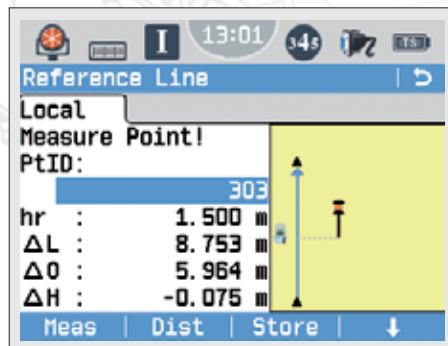 I 13:01 345
Reference Line
Local
Measure Point!
PtID:
303
hr : 1.500 m
ΔL : 8.753 m
ΔO : 5.964 m
ΔH : -0.075 m
Meas | Dist | Store | ↓